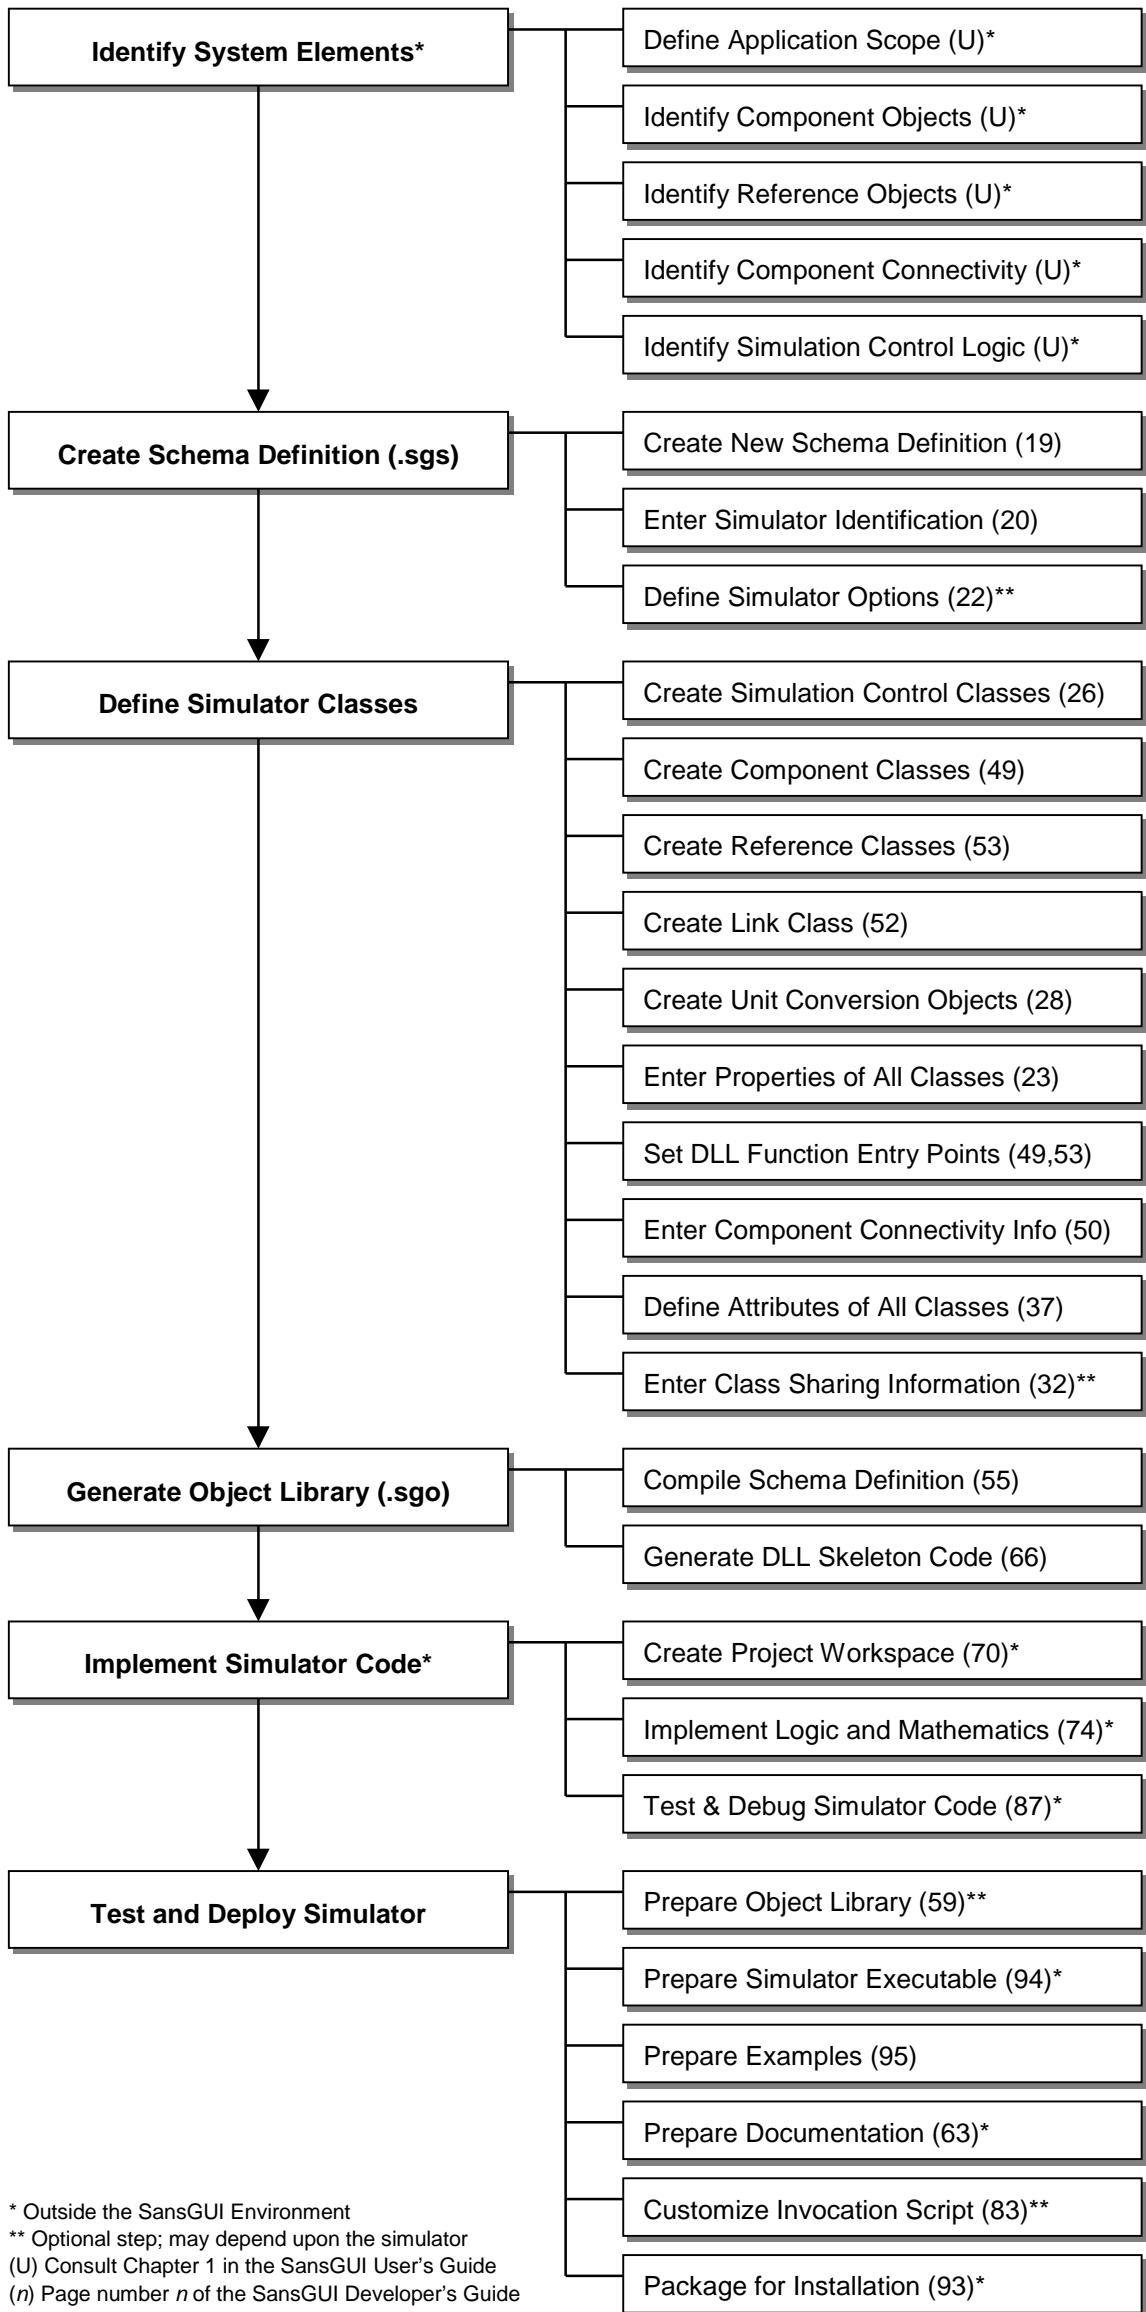 Identify System Elements*
Define Application Scope (U)*
Identify Component Objects (U)*
Identify Reference Objects (U)*
Identify Component Connectivity (U)*
Identify Simulation Control Logic (U)*
Create Schema Definition (.sgs)
Create New Schema Definition (19)
Enter Simulator Identification (20)
Define Simulator Options (22)**
Define Simulator Classes
Create Simulation Control Classes (26)
Create Component Classes (49)
Create Reference Classes (53)
Create Link Class (52)
Create Unit Conversion Objects (28)
Enter Properties of All Classes (23)
Set DLL Function Entry Points (49,53)
Enter Component Connectivity Info (50)
Define Attributes of All Classes (37)
Enter Class Sharing Information (32)**
Generate Object Library (.sgo)
Compile Schema Definition (55)
Generate DLL Skeleton Code (66)
Implement Simulator Code*
Create Project Workspace (70)*
Implement Logic and Mathematics (74)*
Test & Debug Simulator Code (87)*
Test and Deploy Simulator
Prepare Object Library (59)**
Prepare Simulator Executable (94)*
Prepare Examples (95)
Prepare Documentation (63)*
Customize Invocation Script (83)**
Package for Installation (93)*
* Outside the SansGUI Environment
** Optional step; may depend upon the simulator
(U) Consult Chapter 1 in the SansGUI User's Guide
(n) Page number n of the SansGUI Developer's Guide